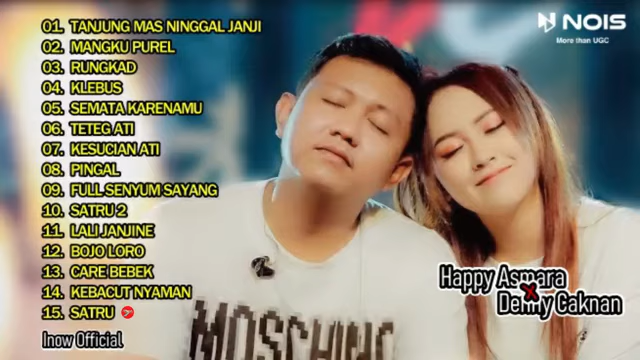 01. TANJUNG MAS NINGGAL JANJI
02. MANGKU PUREL
03. RUNGKAD
04. KLEBUS
05. SEMATA KARENAMU
06. TETEG ATI
07. KESUCIAN ATI
08. PINGAL
09. FULL SENYUM SAYANG
10. SATRU 2
11. LALI JANJINE
12. BOJO LORO
13. CARE BEBEK
14. KEBACUT NYAMAN
15. SATRU
Inow Official
NOIS
More than UGC
Happy Asmara
x
Denny Caknan
MOSCHINO